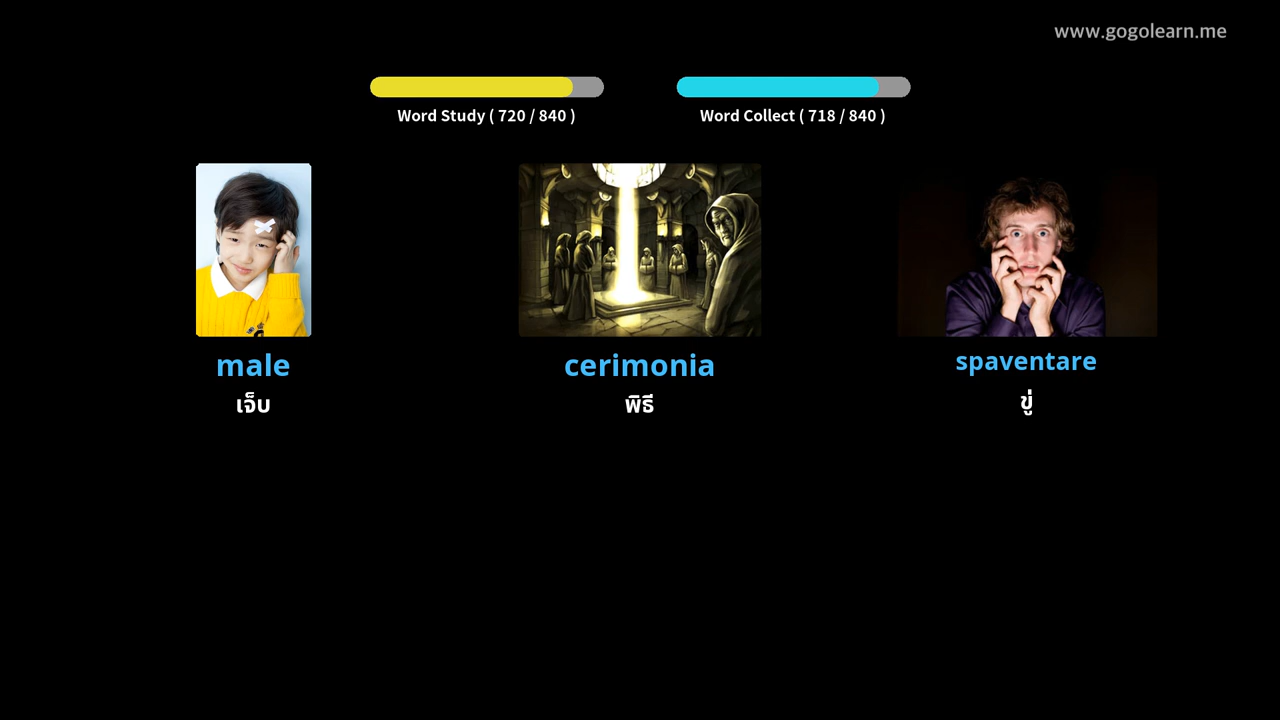 www.gogolearn.me
Word Study ( 720 / 840 )
Word Collect ( 718 / 840 )
male
cerimonia
spaventare
เจ็บ
พิธี
ขู่